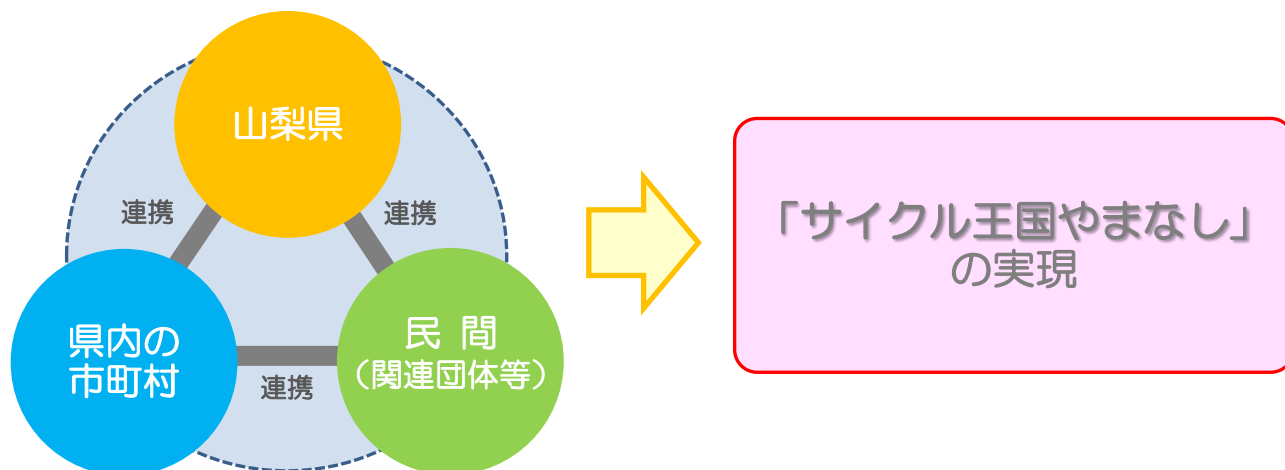 山梨県
連携
連携
県内の
市町村
民 間
（関連団体等）
連携
「サイクル王国やまなし」
の実現